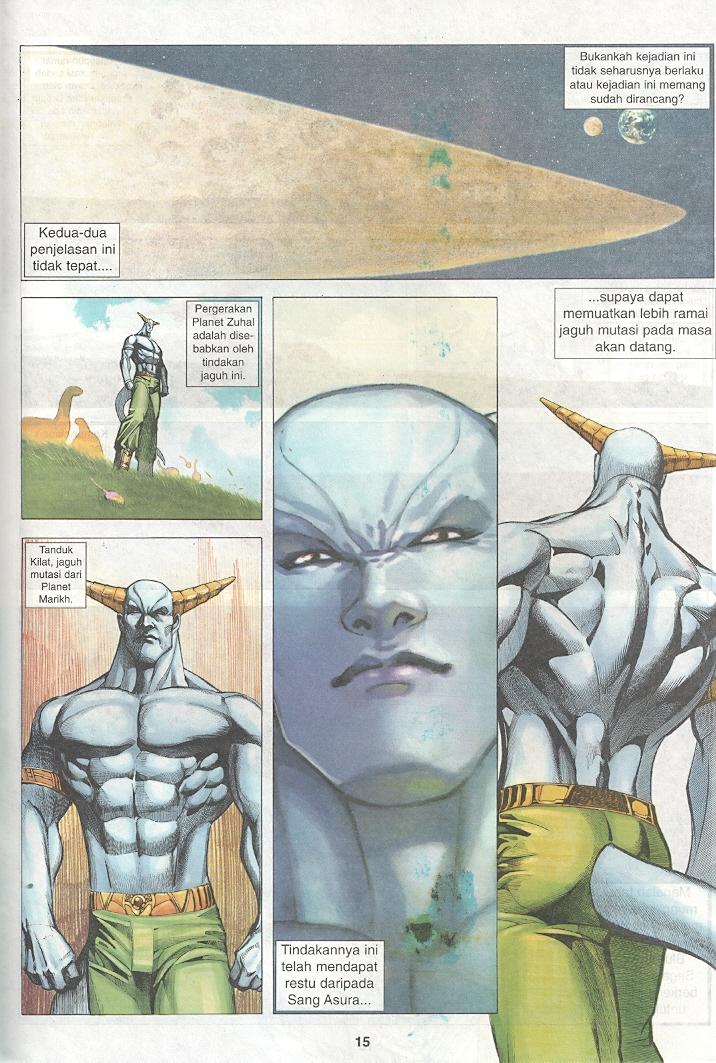 Bukankah kejadian ini
tidak seharusnya berlaku
atau kejadian ini memang
sudah dirancang?
Kedua-dua
penjelasan ini
tidak tepat....
Pergerakan
Planet Zuhal
adalah dise-
babkan oleh
tindakan
jaguh ini.
Tanduk
Kilat, jaguh
mutasi dari
Planet
Marikh.
Tindakannya ini
telah mendapat
restu daripada
Sang Asura...
...supaya dapat
memuatkan lebih ramai
jaguh mutasi pada masa
akan datang.
15